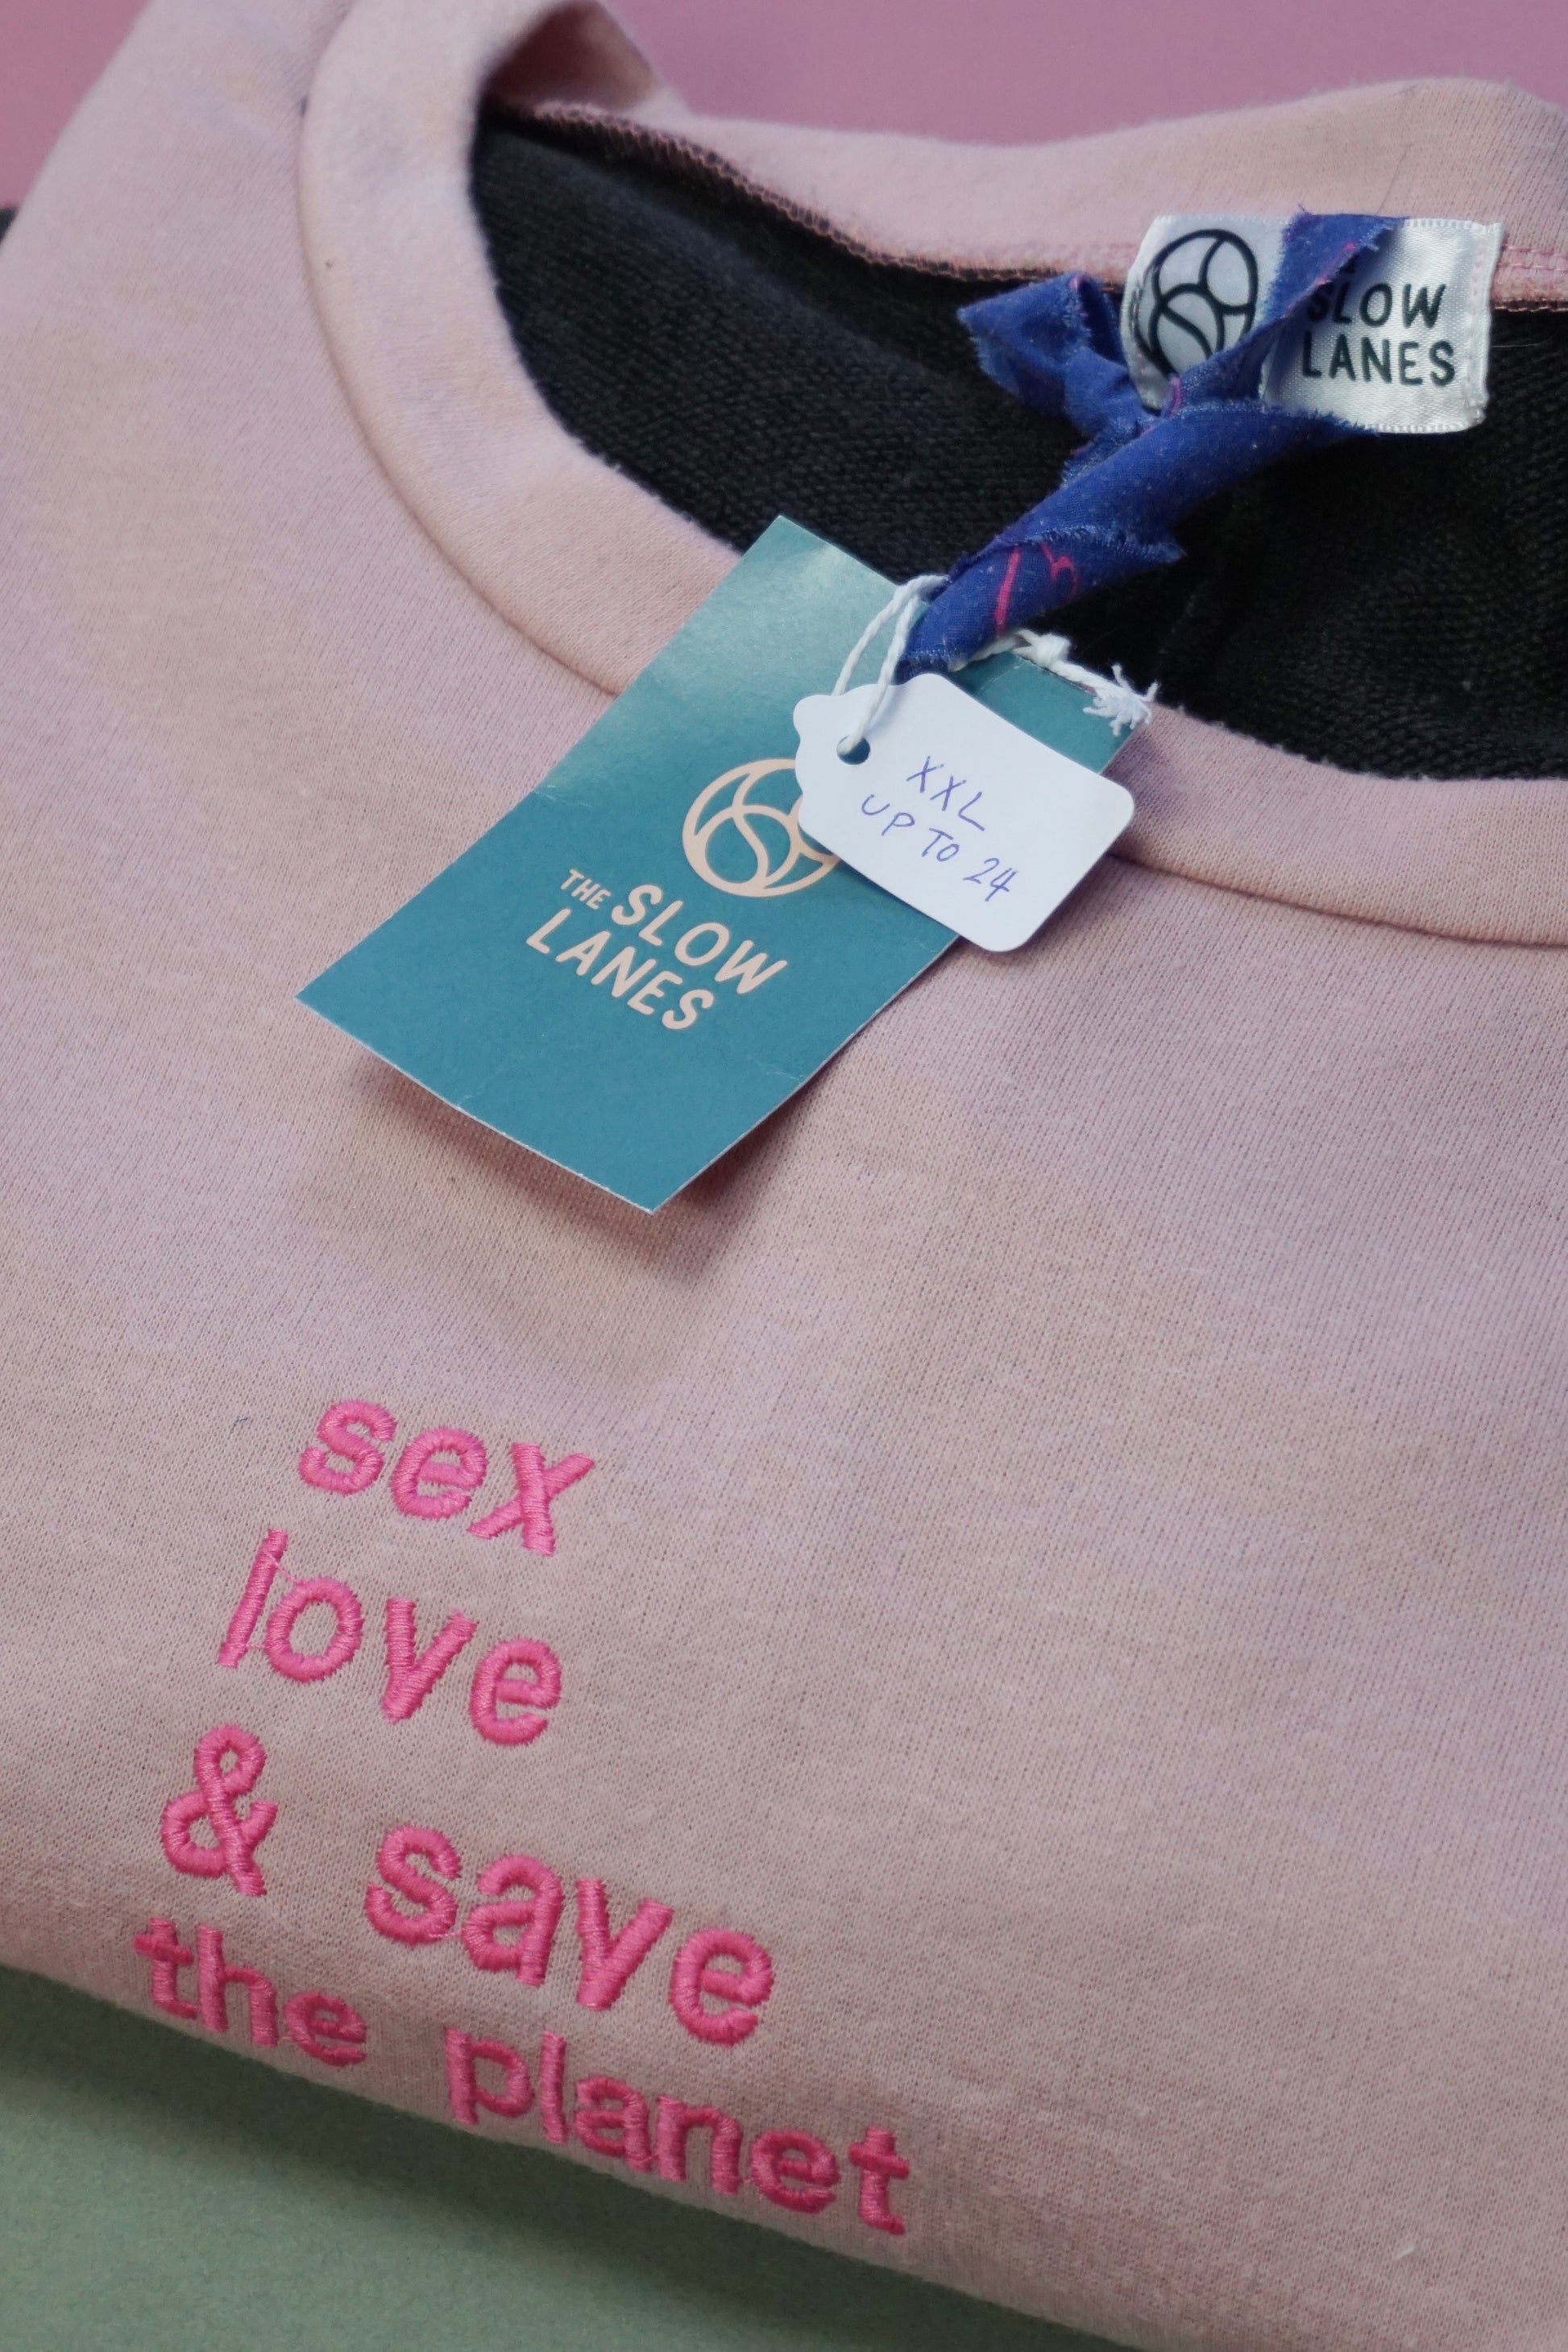 SLOW
LANES
XXL
UP TO 24
THE SLOW
LANES
sex
love
& save
the planet